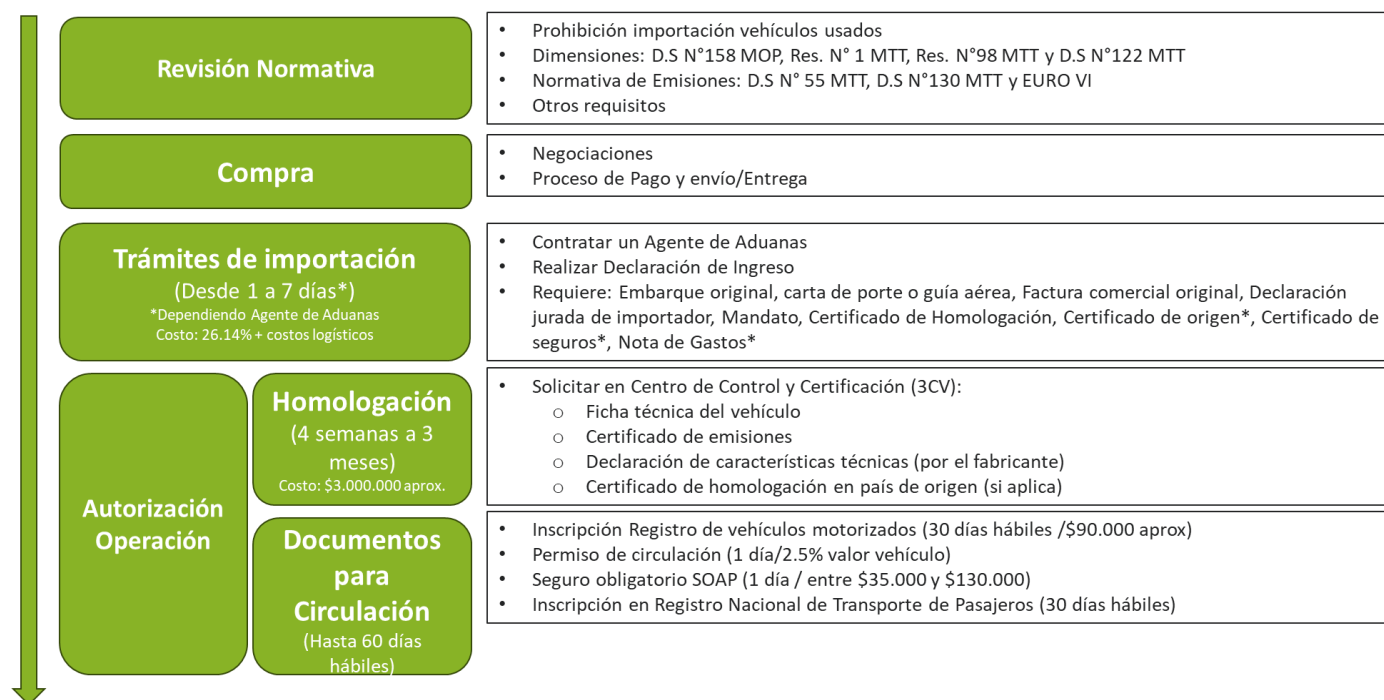 Revisión Normativa
• Prohibición importación vehículos usados
• Dimensiones: D.S N°158 MOP, Res. N° 1 MTT, Res. N°98 MTT y D.S N°122 MTT
• Normativa de Emisiones: D.S N° 55 MTT, D.S N°130 MTT y EURO VI
• Otros requisitos
Compra
• Negociaciones
• Proceso de Pago y envío/Entrega
Trámites de importación
(Desde 1 a 7 días*)
*Dependiendo Agente de Aduanas
Costo: 26.14% + costos logísticos
• Contratar un Agente de Aduanas
• Realizar Declaración de Ingreso
• Requiere: Embarque original, carta de porte o guía aérea, Factura comercial original, Declaración
jurada de importador, Mandato, Certificado de Homologación, Certificado de origen*, Certificado de
seguros*, Nota de Gastos*
Autorización
Operación
Homologación
(4 semanas a 3
meses)
Costo: $3.000.000 aprox.
• Solicitar en Centro de Control y Certificación (3CV):
o Ficha técnica del vehículo
o Certificado de emisiones
o Declaración de características técnicas (por el fabricante)
o Certificado de homologación en país de origen (si aplica)
Documentos
para
Circulación
(Hasta 60 días
hábiles)
• Inscripción Registro de vehículos motorizados (30 días hábiles /$90.000 aprox)
• Permiso de circulación (1 día/2.5% valor vehículo)
• Seguro obligatorio SOAP (1 día / entre $35.000 y $130.000)
• Inscripción en Registro Nacional de Transporte de Pasajeros (30 días hábiles)